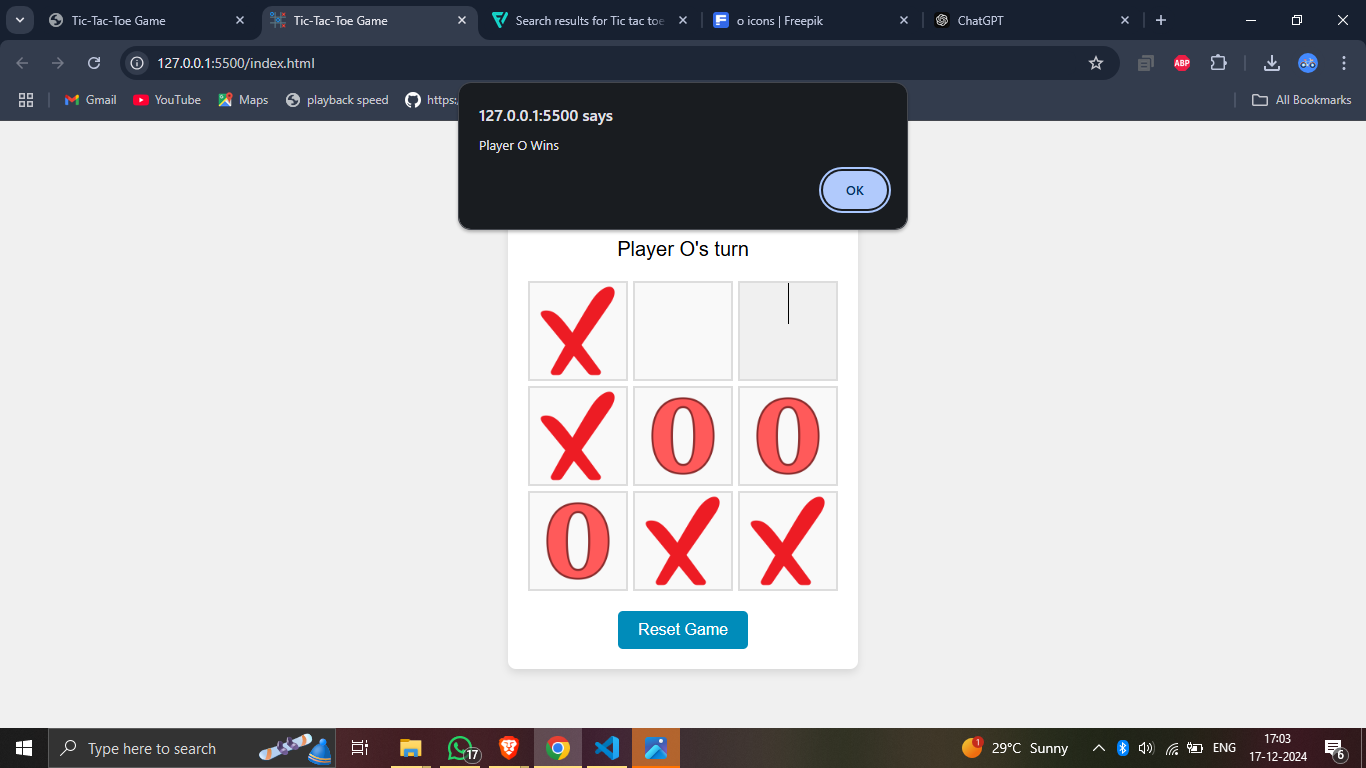 Tic-Tac-Toe Game
Tic-Tac-Toe Game
Search results for Tic tac toe
o icons | Freepik
ChatGPT
127.0.0.1:5500/index.html
ABP
Gmail
YouTube
Maps
playback speed
https:/
All Bookmarks
127.0.0.1:5500 says
Player O Wins
OK
Player O's turn
X
X O O
O X X
Reset Game
Type here to search
17
1
29°C Sunny
ENG
17:03
17-12-2024
6